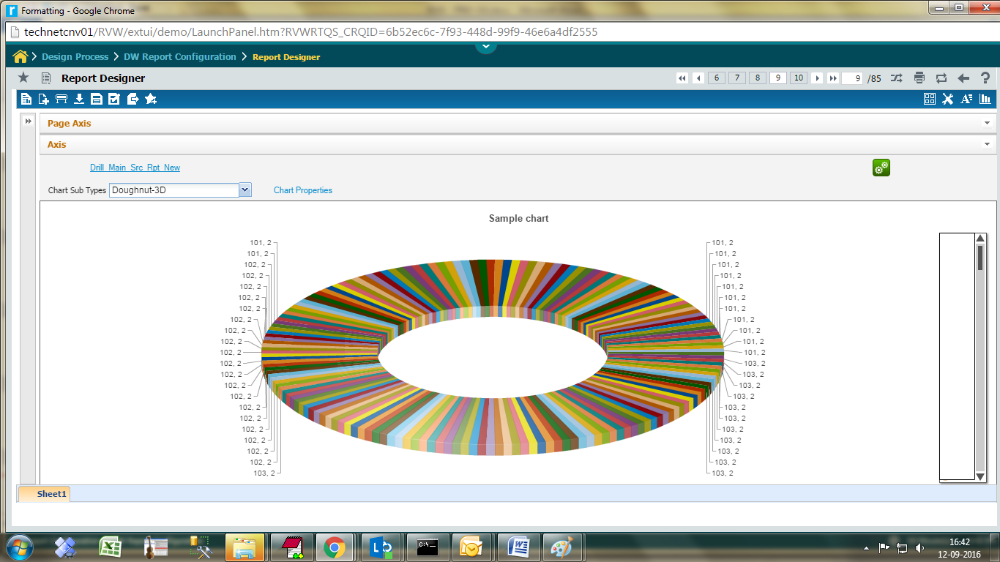 Formatting - Google Chrome
technetcnv01/RVW/extui/demo/LaunchPanel.htm?RVWRTQS_CRQID=6b52ec6c-7f93-448d-99f9-46e6a4df2555
Design Process > DW Report Configuration > Report Designer
Report Designer 6 7 8 9 10 9 /85
Page Axis
Axis
Drill_Main_Src_Rpt_New
Chart Sub Types Doughnut-3D Chart Properties
Sample chart
101, 2 101, 2
101, 2 101, 2
102, 2 101, 2
102, 2 101, 2
102, 2 101, 2
102, 2 101, 2
102, 2 101, 2
102, 2 101, 2
102, 2 101, 2
102, 2 101, 2
102, 2 101, 2
102, 2 103, 2
102, 2 103, 2
102, 2 103, 2
102, 2 103, 2
102, 2 103, 2
102, 2 103, 2
102, 2 103, 2
102, 2 103, 2
102, 2 103, 2
102, 2 103, 2
103, 2 103, 2
Sheet1
16:42
12-09-2016